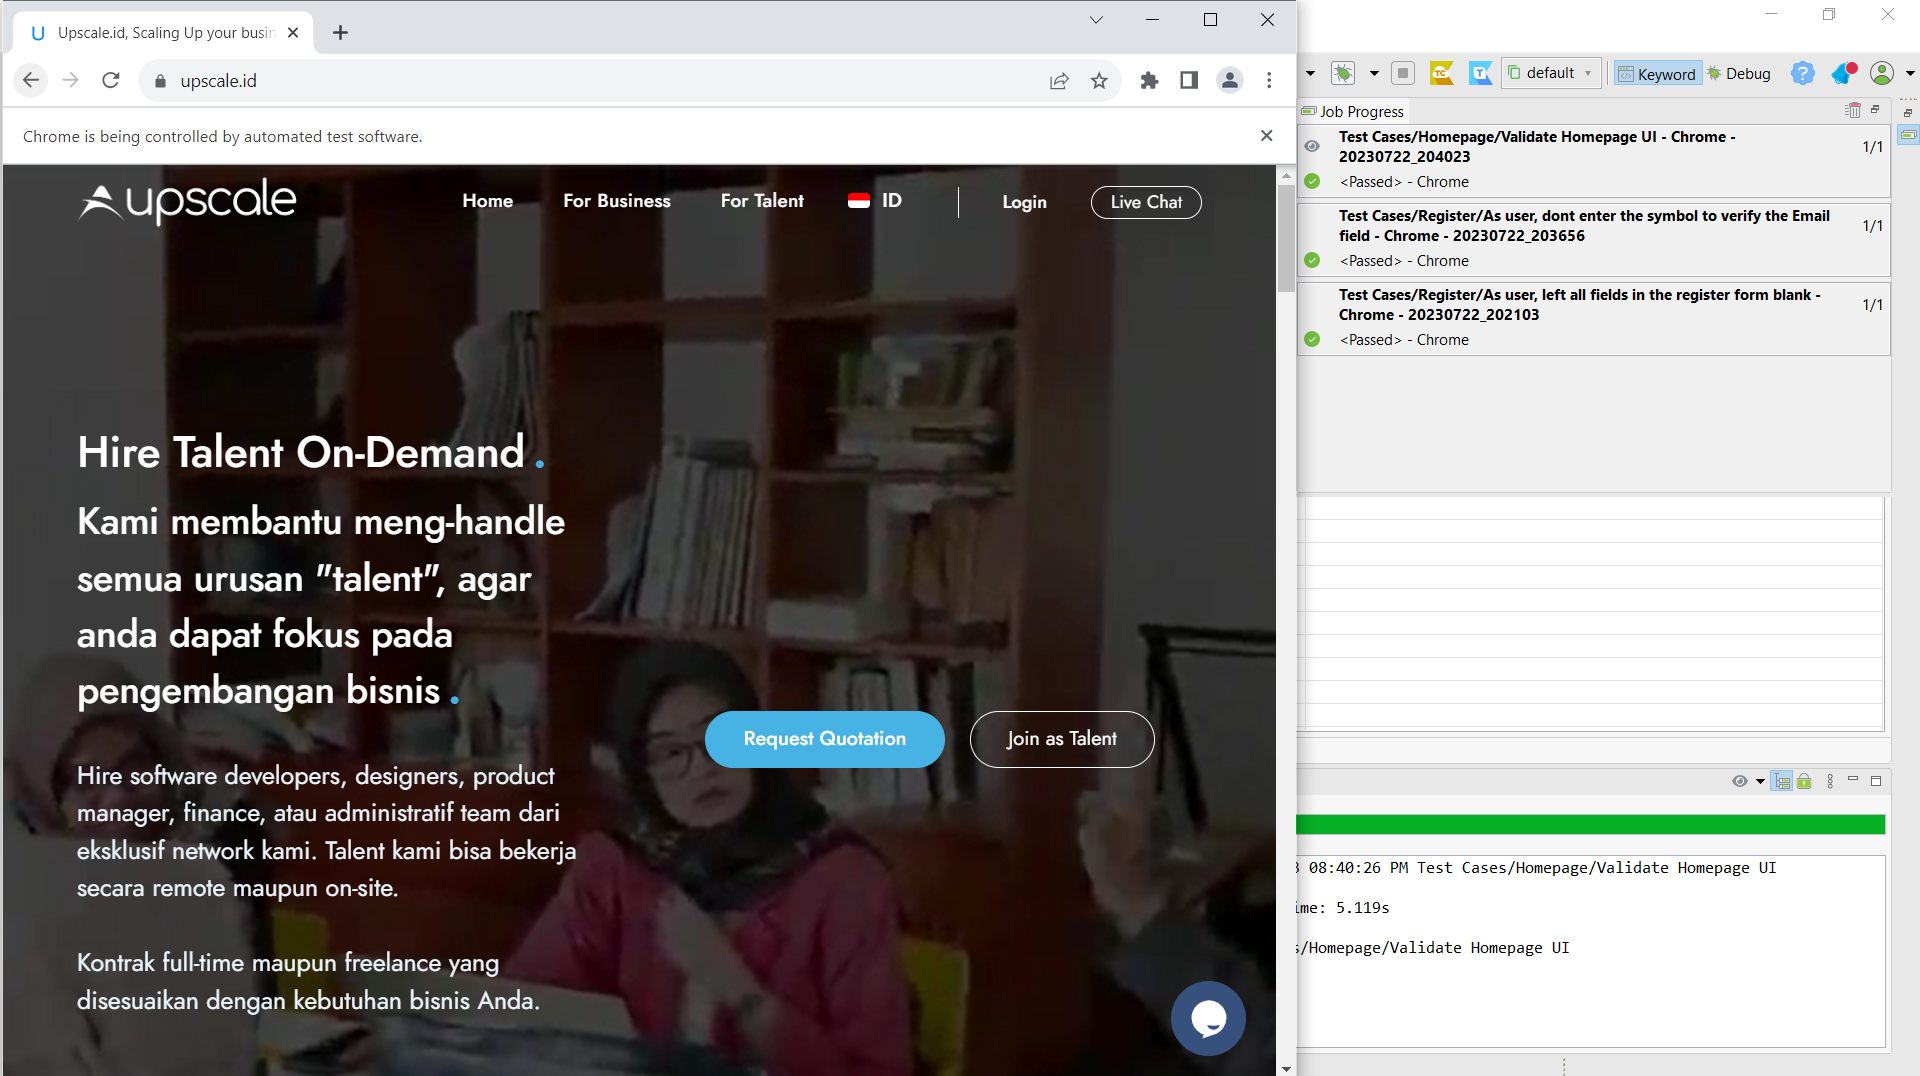 Upscale.id, Scaling Up your busin
upscale.id
Chrome is being controlled by automated test software.
upscale
Home
For Business
For Talent
ID
Login
Live Chat
Hire Talent On-Demand .
Kami membantu meng-handle
semua urusan "talent", agar
anda dapat fokus pada
pengembangan bisnis .
Request Quotation
Join as Talent
Hire software developers, designers, product
manager, finance, atau administratif team dari
eksklusif network kami. Talent kami bisa bekerja
secara remote maupun on-site.
Kontrak full-time maupun freelance yang
disesuaikan dengan kebutuhan bisnis Anda.
TC
T
default
Keyword
Debug
?
Job Progress
Test Cases/Homepage/Validate Homepage UI - Chrome -
20230722_204023
1/1
<Passed> - Chrome
Test Cases/Register/As user, dont enter the symbol to verify the Email
field - Chrome - 20230722_203656
1/1
<Passed> - Chrome
Test Cases/Register/As user, left all fields in the register form blank -
Chrome - 20230722_202103
1/1
<Passed> - Chrome
08:40:26 PM Test Cases/Homepage/Validate Homepage UI
ime: 5.119s
s/Homepage/Validate Homepage UI